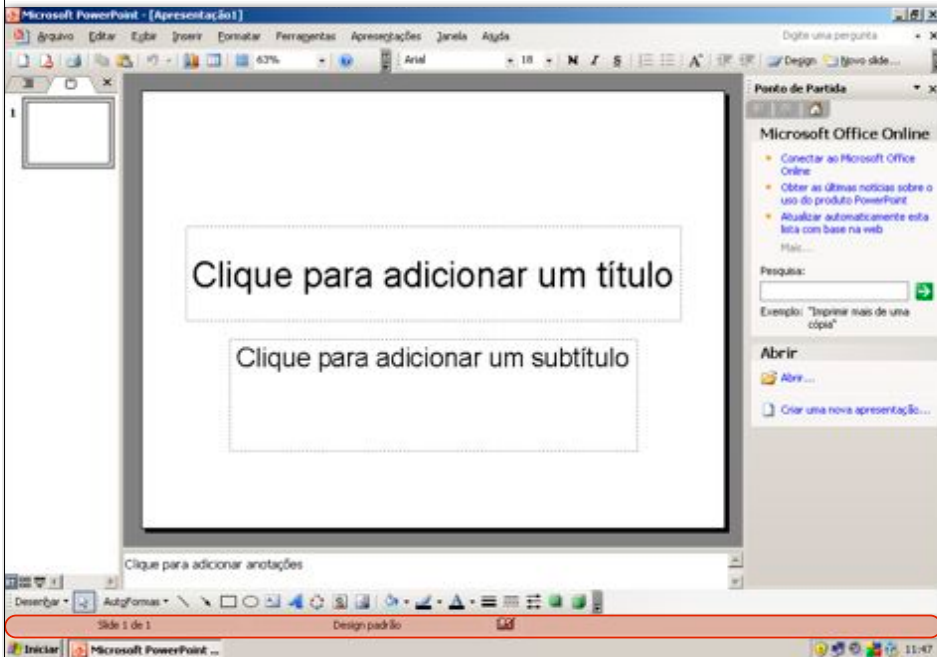 Microsoft PowerPoint - [Apresentação1]
Arquivo Editar Exibir Inserir Formatar Ferramentas Apresentações Janela Ajuda Digite uma pergunta
63% Arial 18 N I S A Design Novo slide...
Ponto de Partida
1
Microsoft Office Online
Conectar ao Microsoft Office
Online
Obter as últimas notícias sobre o
uso do produto PowerPoint
Atualizar automaticamente esta
lista com base na web
Mais...
Pesquisa:
Exemplo: "Imprimir mais de uma
cópia"
Abrir
Abrir...
Criar uma nova apresentação...
Clique para adicionar um título
Clique para adicionar um subtítulo
Clique para adicionar anotações
Desenhar AutoFormas A
Slide 1 de 1 Design padrão
Iniciar Microsoft PowerPoint ... 11:47